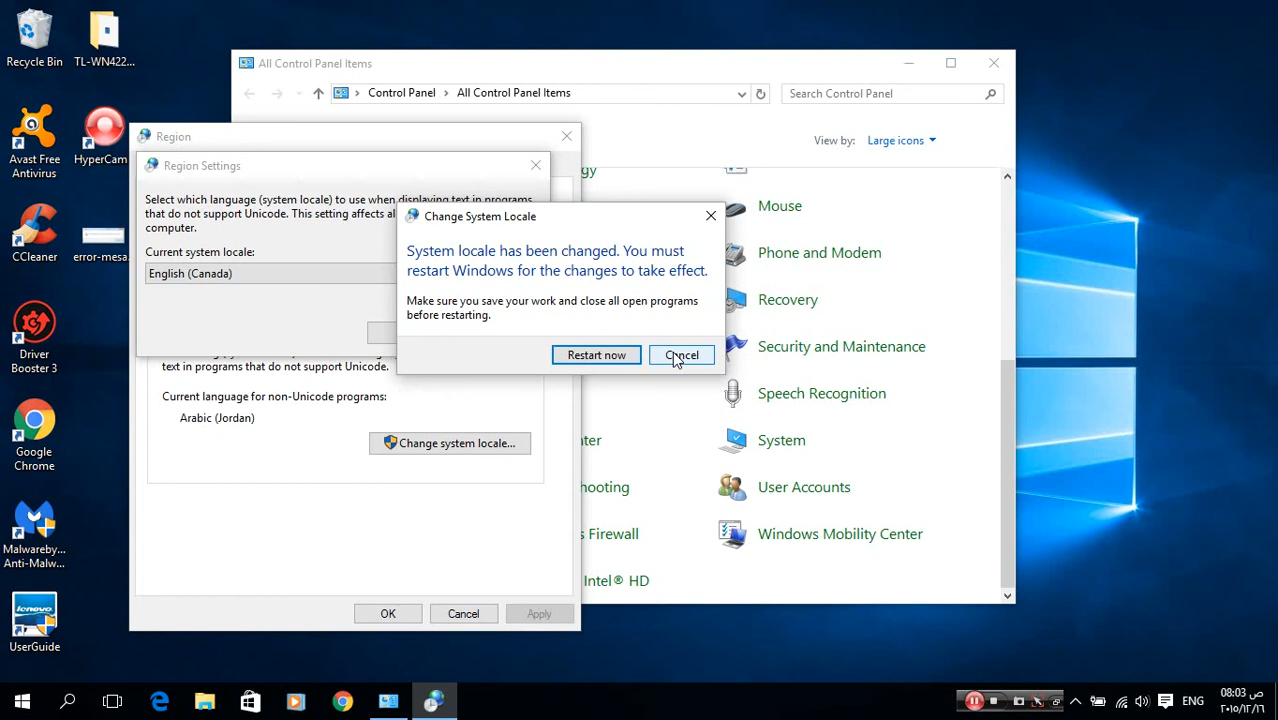 Recycle Bin
TL-WN422...
Avast Free
Antivirus
HyperCam
CCleaner
error-mesa...
Driver
Booster 3
Google
Chrome
Malwareby...
Anti-Malw...
UserGuide
lenovo
All Control Panel Items
Control Panel
All Control Panel Items
Search Control Panel
View by:
Large icons
Mouse
Phone and Modem
Recovery
Security and Maintenance
Speech Recognition
System
User Accounts
Windows Mobility Center
Intel® HD
Region
Region Settings
Select which language (system locale) to use when displaying text in programs
that do not support Unicode. This setting affects al
computer.
Current system locale:
English (Canada)
text in programs that do not support Unicode.
Current language for non-Unicode programs:
Arabic (Jordan)
Change system locale...
OK
Cancel
Apply
Change System Locale
System locale has been changed. You must
restart Windows for the changes to take effect.
Make sure you save your work and close all open programs
before restarting.
Restart now
Cancel
ENG
08:03 ص
٢٠١٥/١٢/٢٦